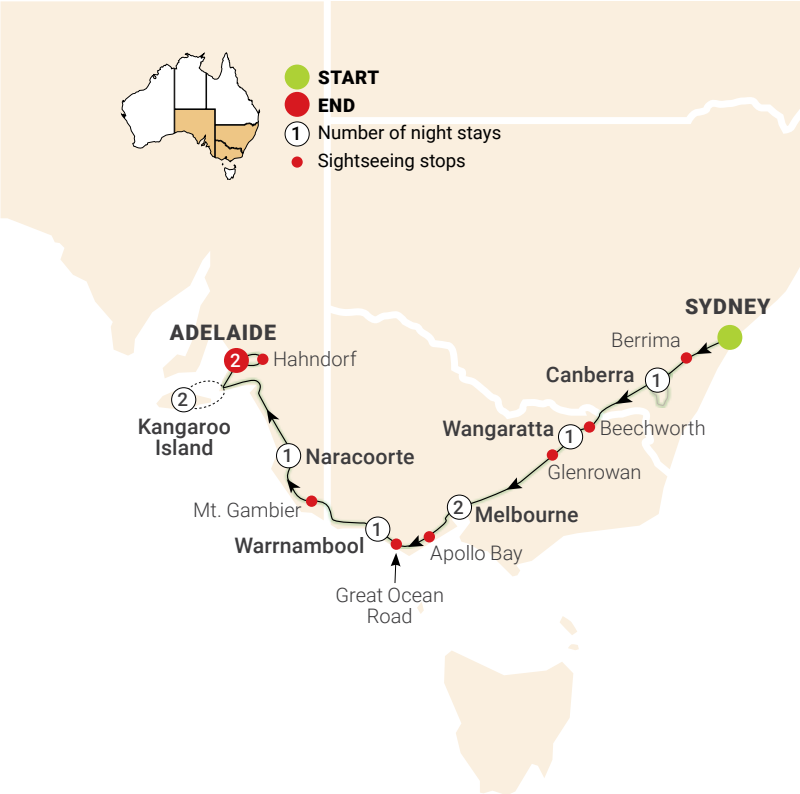 START
END
1 Number of night stays
Sightseeing stops
SYDNEY
Berrima
ADELAIDE
2
Hahndorf
Canberra
1
2
Kangaroo
Island
Wangaratta
1
Beechworth
1
Naracoorte
Glenrowan
Mt. Gambier
2
Melbourne
1
Warrnambool
Apollo Bay
Great Ocean
Road